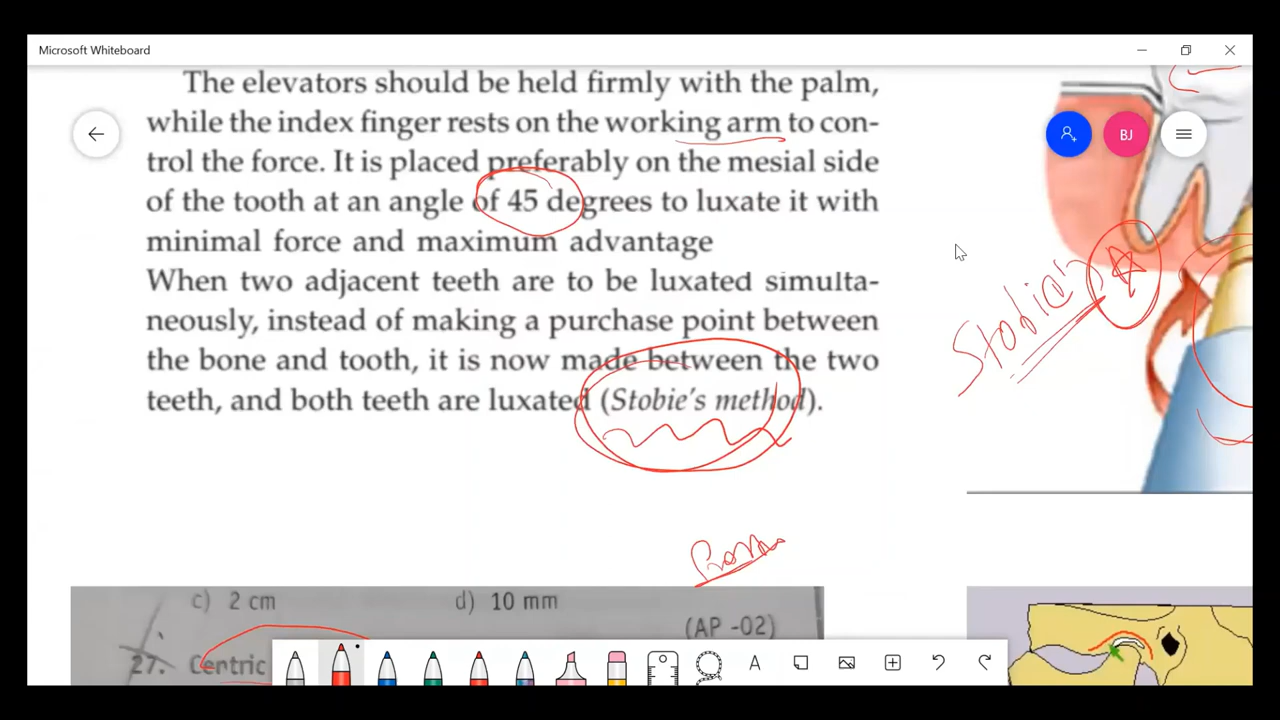 Microsoft Whiteboard
The elevators should be held firmly with the palm,
while the index finger rests on the working arm to con-
trol the force. It is placed preferably on the mesial side
of the tooth at an angle of 45 degrees to luxate it with
minimal force and maximum advantage
When two adjacent teeth are to be luxated simulta-
neously, instead of making a purchase point between
the bone and tooth, it is now made between the two
teeth, and both teeth are luxated (Stobie's method).
BJ
Stobie's
c) 2 cm d) 10 mm
(AP -02)
27. Centric
A